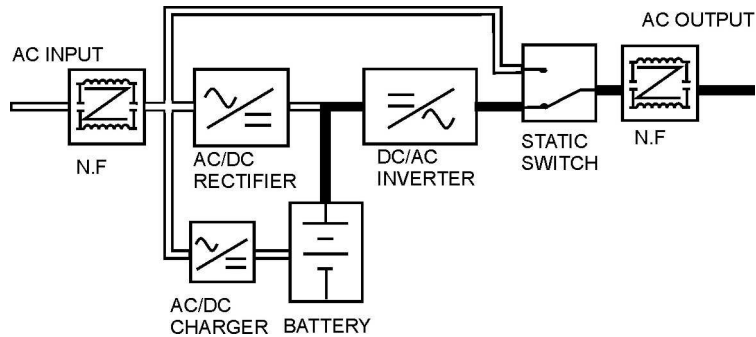 AC INPUT
AC OUTPUT
N.F
AC/DC
RECTIFIER
DC/AC
INVERTER
STATIC
SWITCH
N.F
AC/DC
CHARGER
BATTERY